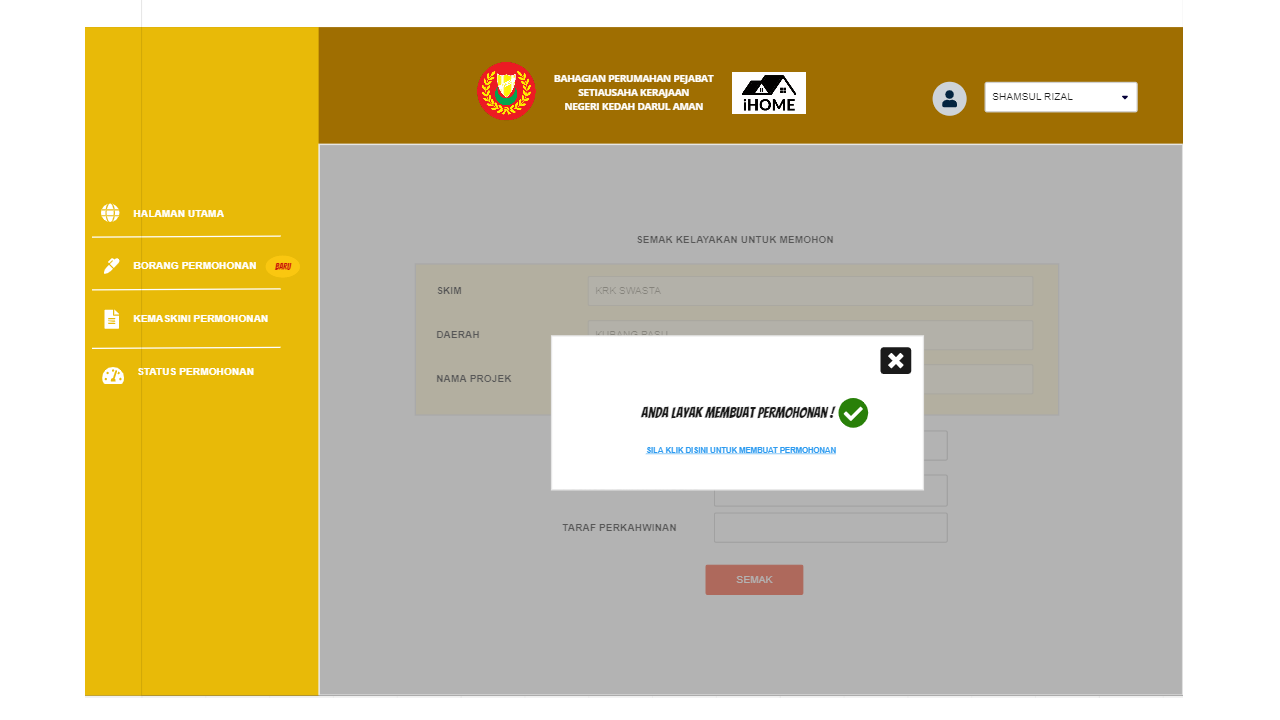 BAHAGIAN PERUMAHAN PEJABAT
SETIAUSAHA KERAJAAN
NEGERI KEDAH DARUL AMAN
iHOME
SHAMSUL RIZAL
HALAMAN UTAMA
BORANG PERMOHONAN BARU
KEMASKINI PERMOHONAN
STATUS PERMOHONAN
SEMAK KELAYAKAN UNTUK MEMOHON
SKIM KRK SWASTA
DAERAH KUBANG PASU
NAMA PROJEK
ANDA LAYAK MEMBUAT PERMOHONAN !
SILA KLIK DISINI UNTUK MEMBUAT PERMOHONAN
TARAF PERKAHWINAN
SEMAK